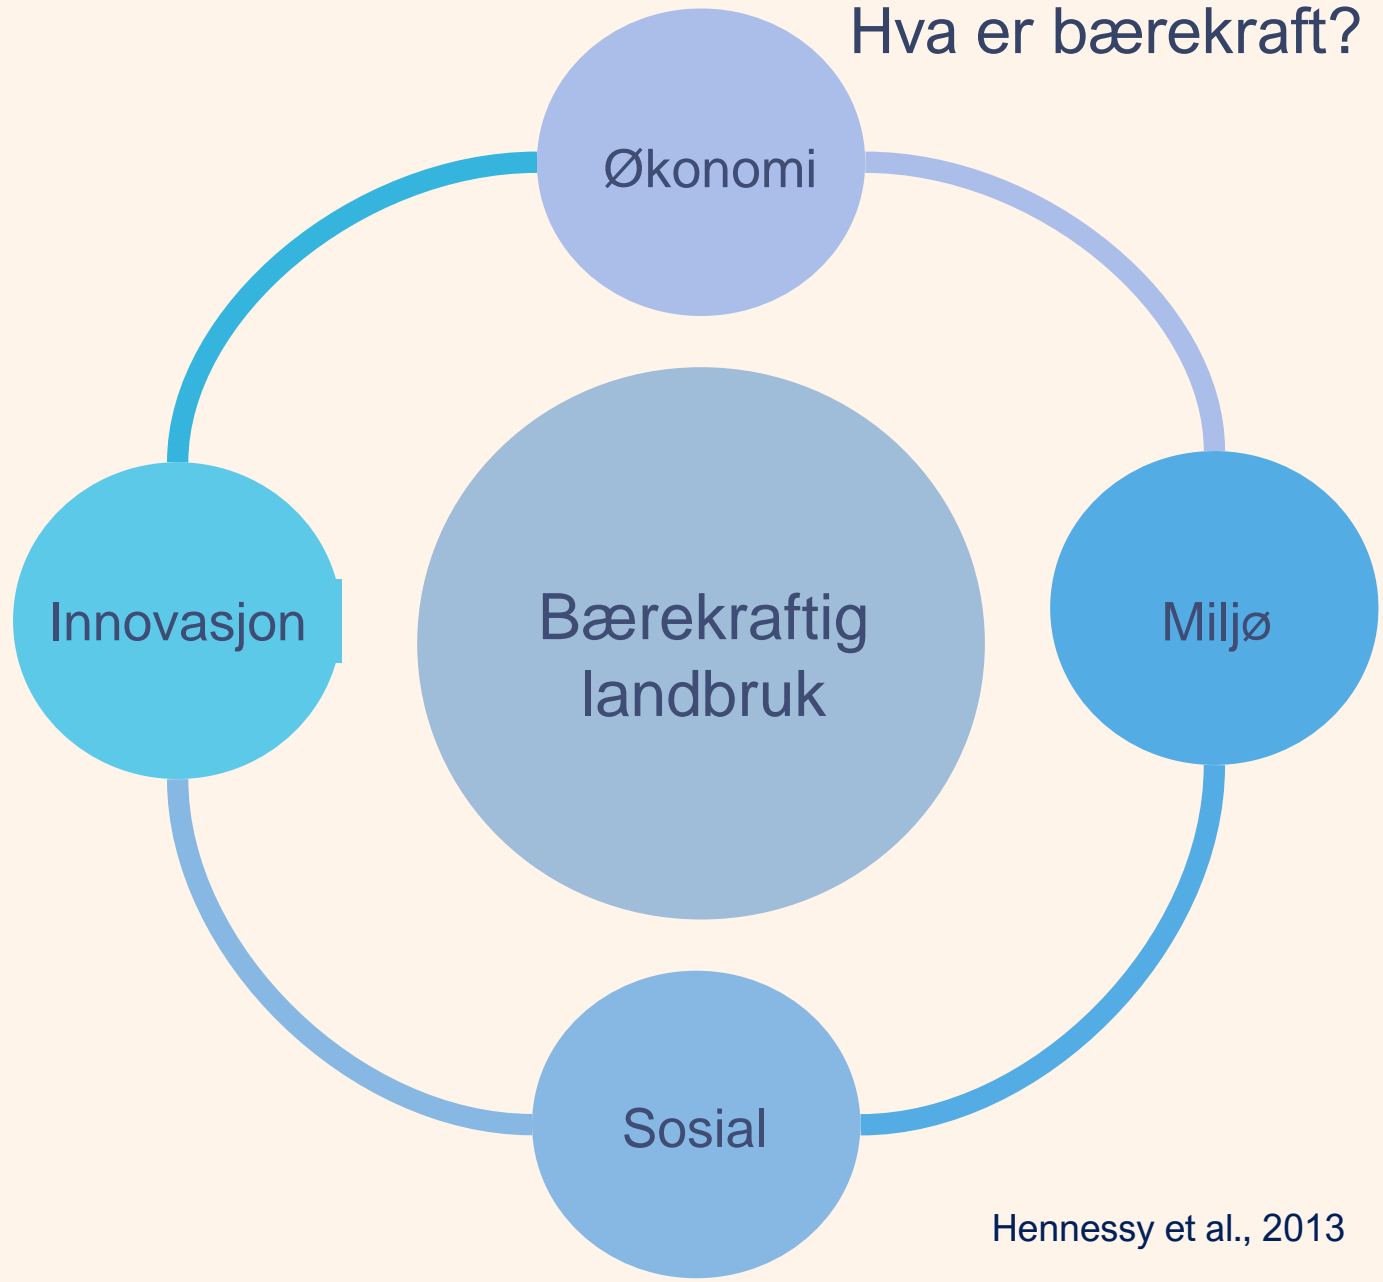 Hva er bærekraft?
Økonomi
Innovasjon
Bærekraftig
landbruk
Miljø
Sosial
Hennessy et al., 2013